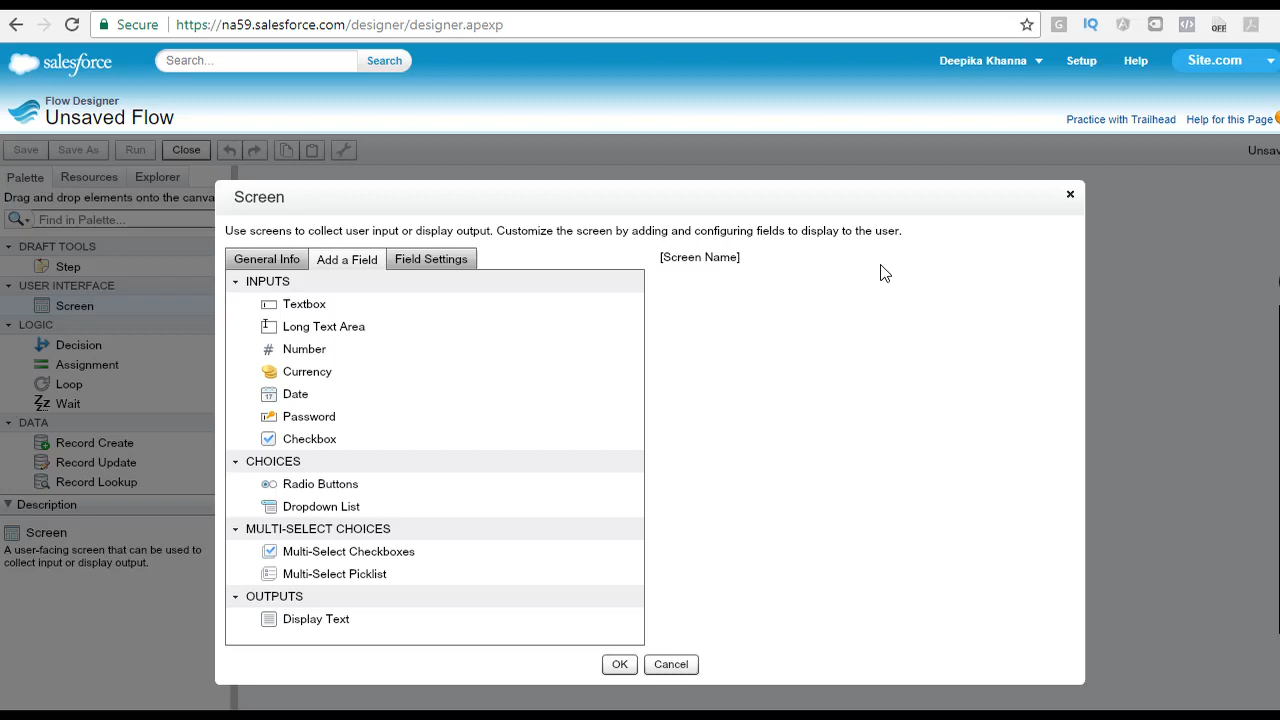 Secure https://na59.salesforce.com/designer/designer.apexp
salesforce Search... Search Deepika Khanna Setup Help Site.com
Flow Designer
Unsaved Flow
Practice with Trailhead Help for this Page
Save Save As Run Close
Palette Resources Explorer
Drag and drop elements onto the canva
Find in Palette...
DRAFT TOOLS
Step
USER INTERFACE
Screen
LOGIC
Decision
Assignment
Loop
Wait
DATA
Record Create
Record Update
Record Lookup
Description
Screen
A user-facing screen that can be used to
collect input or display output.
Unsav
Screen
Use screens to collect user input or display output. Customize the screen by adding and configuring fields to display to the user.
General Info Add a Field Field Settings
[Screen Name]
INPUTS
Textbox
Long Text Area
Number
Currency
Date
Password
Checkbox
CHOICES
Radio Buttons
Dropdown List
MULTI-SELECT CHOICES
Multi-Select Checkboxes
Multi-Select Picklist
OUTPUTS
Display Text
OK Cancel